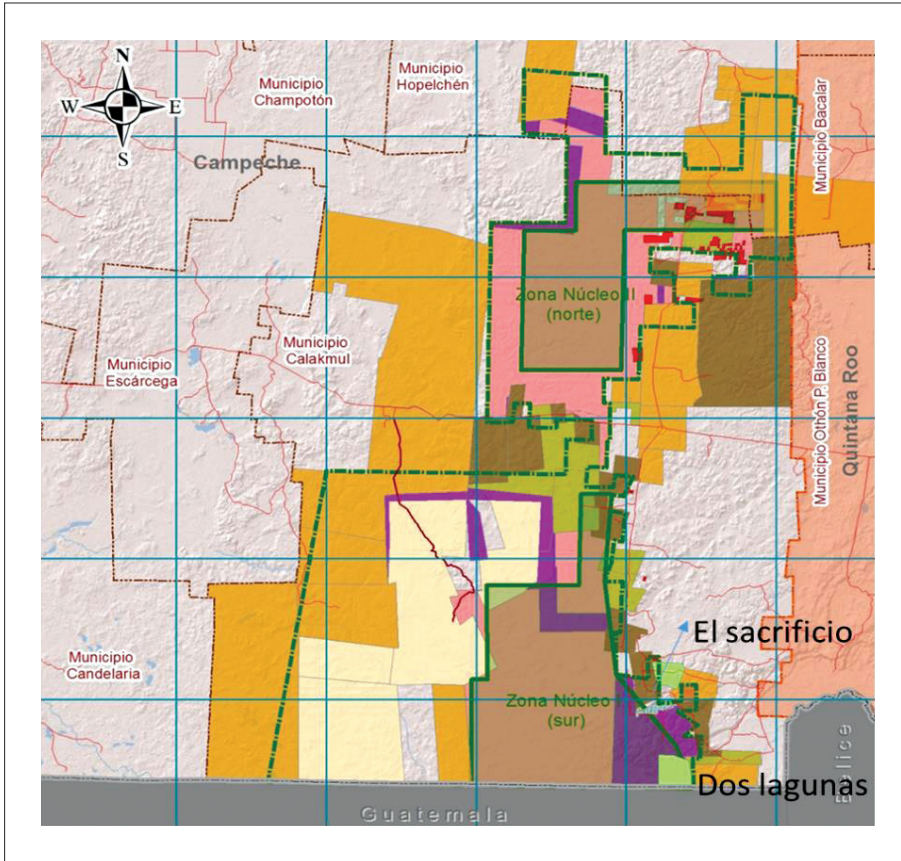 N
W E
S
Municipio
Champotón
Municipio
Hopelchén
Municipio Bacalar
Campeche
Zona Núcleo II
(norte)
Municipio
Calakmul
Municipio
Escárcega
Municipio Othón P. Blanco
Quintana Roo
El sacrificio
Municipio
Candelaria
Zona Núcleo
(sur)
Dos lagunas
Belice
Guatemala